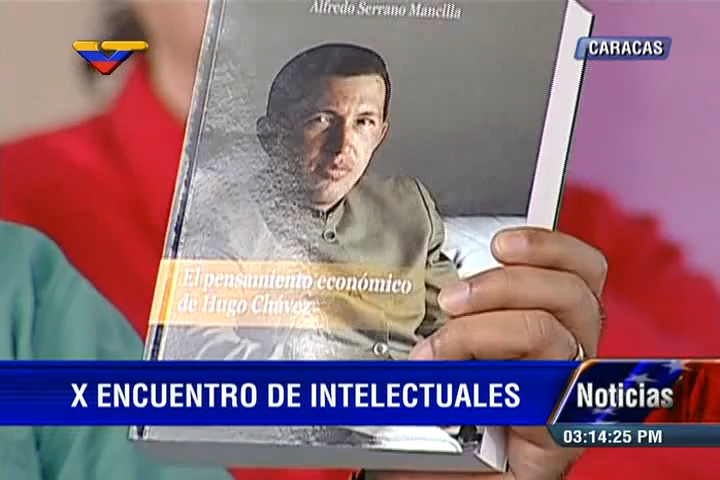 Alfredo Serrano Mancilla
CARACAS
El pensamiento económico
de Hugo Chávez
X ENCUENTRO DE INTELECTUALES
Noticias
03:14:25 PM